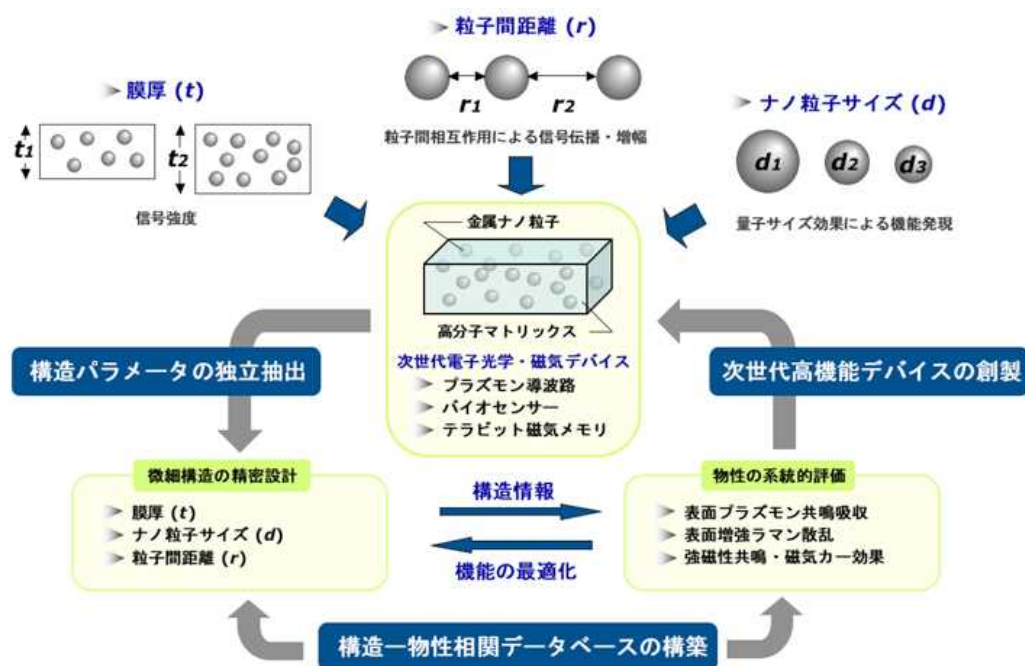 粒子間距離 (r)
r1
r2
粒子間相互作用による信号伝播・増幅
膜厚 (t)
t1
t2
信号強度
ナノ粒子サイズ (d)
d1
d2
d3
量子サイズ効果による機能発現
金属ナノ粒子
高分子マトリックス
次世代電子光学・磁気デバイス
プラズモン導波路
バイオセンサー
テラビット磁気メモリ
構造パラメータの独立抽出
次世代高機能デバイスの創製
微細構造の精密設計
膜厚 (t)
ナノ粒子サイズ (d)
粒子間距離 (r)
構造情報
機能の最適化
物性の系統的評価
表面プラズモン共鳴吸収
表面増強ラマン散乱
強磁性共鳴・磁気カー効果
構造ー物性相関データベースの構築